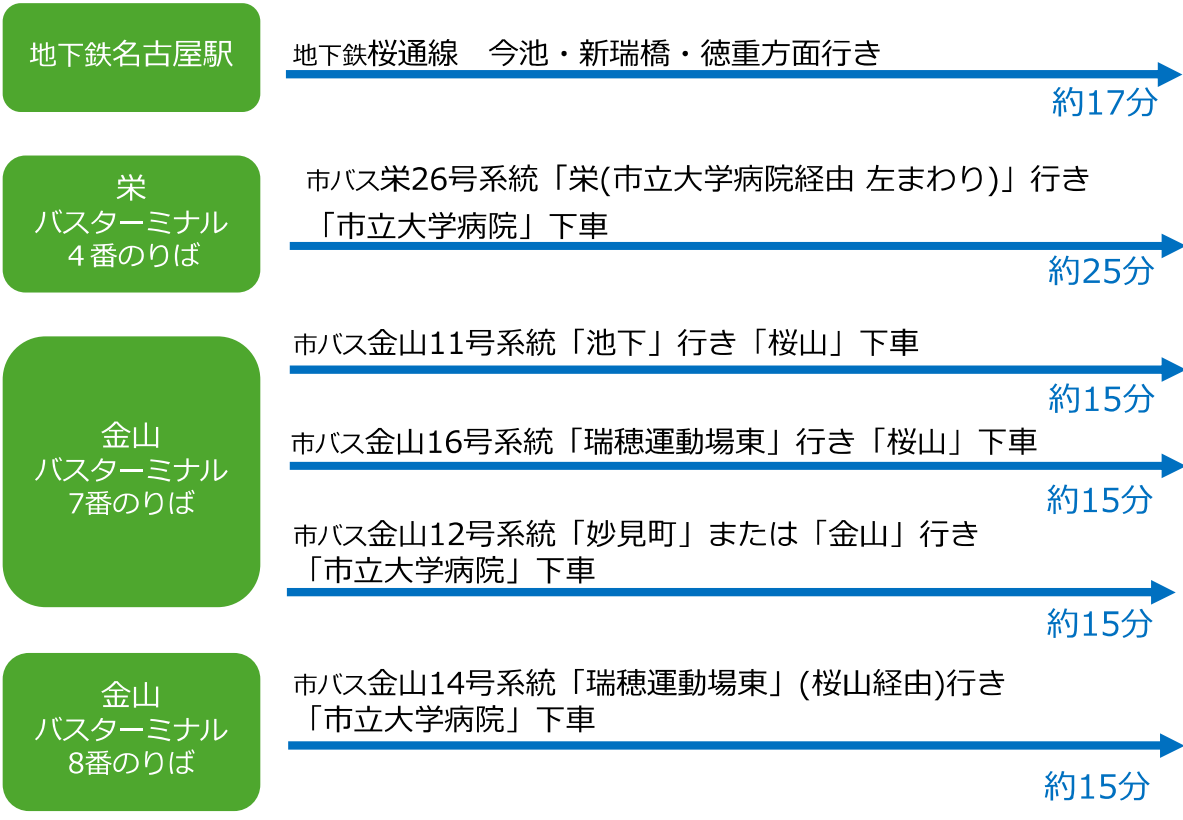 地下鉄名古屋駅
地下鉄桜通線　今池・新瑞橋・徳重方面行き
約17分
栄
バスターミナル
４番のりば
市バス栄26号系統「栄(市立大学病院経由 左まわり)」行き
「市立大学病院」下車
約25分
金山
バスターミナル
7番のりば
市バス金山11号系統「池下」行き「桜山」下車
約15分
市バス金山16号系統「瑞穂運動場東」行き「桜山」下車
約15分
市バス金山12号系統「妙見町」または「金山」行き
「市立大学病院」下車
約15分
金山
バスターミナル
8番のりば
市バス金山14号系統「瑞穂運動場東」(桜山経由)行き
「市立大学病院」下車
約15分